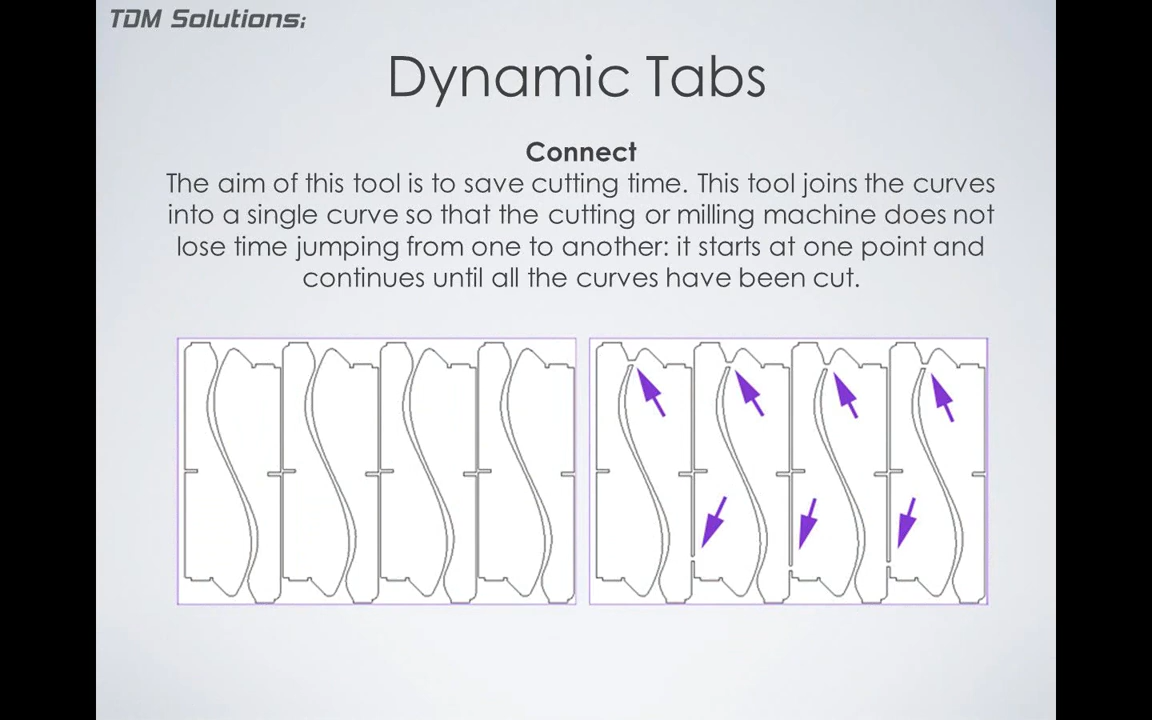 TDM Solutions;
Dynamic Tabs
Connect
The aim of this tool is to save cutting time. This tool joins the curves
into a single curve so that the cutting or milling machine does not
lose time jumping from one to another: it starts at one point and
continues until all the curves have been cut.